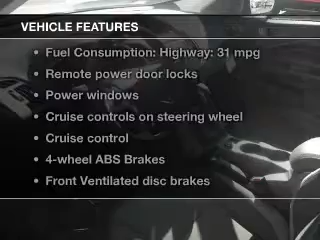 VEHICLE FEATURES
• Fuel Consumption: Highway: 31 mpg
• Remote power door locks
• Power windows
• Cruise controls on steering wheel
• Cruise control
• 4-wheel ABS Brakes
• Front Ventilated disc brakes